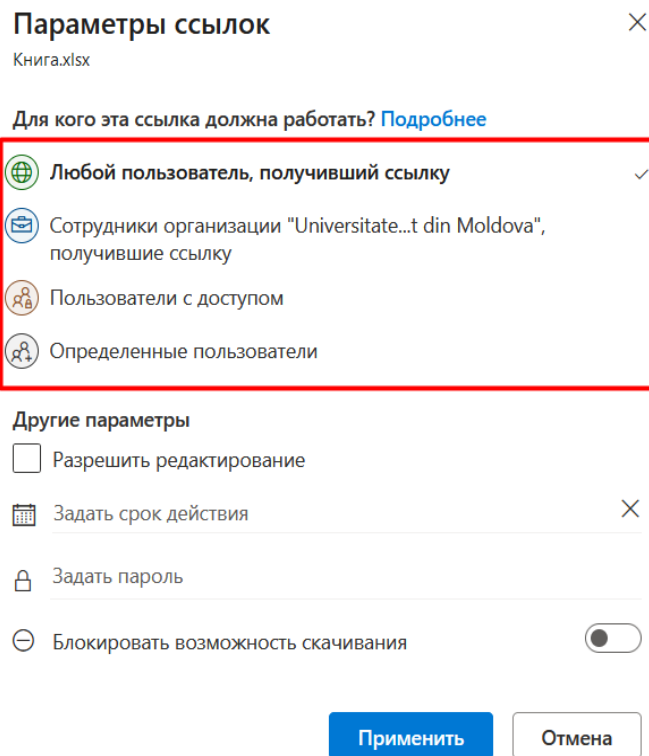 Параметры ссылок
Книга.xlsx
Для кого эта ссылка должна работать? Подробнее
Любой пользователь, получивший ссылку
Сотрудники организации "Universitate...t din Moldova",
получившие ссылку
Пользователи с доступом
Определенные пользователи
Другие параметры
Разрешить редактирование
Задать срок действия
Задать пароль
Блокировать возможность скачивания
Применить
Отмена